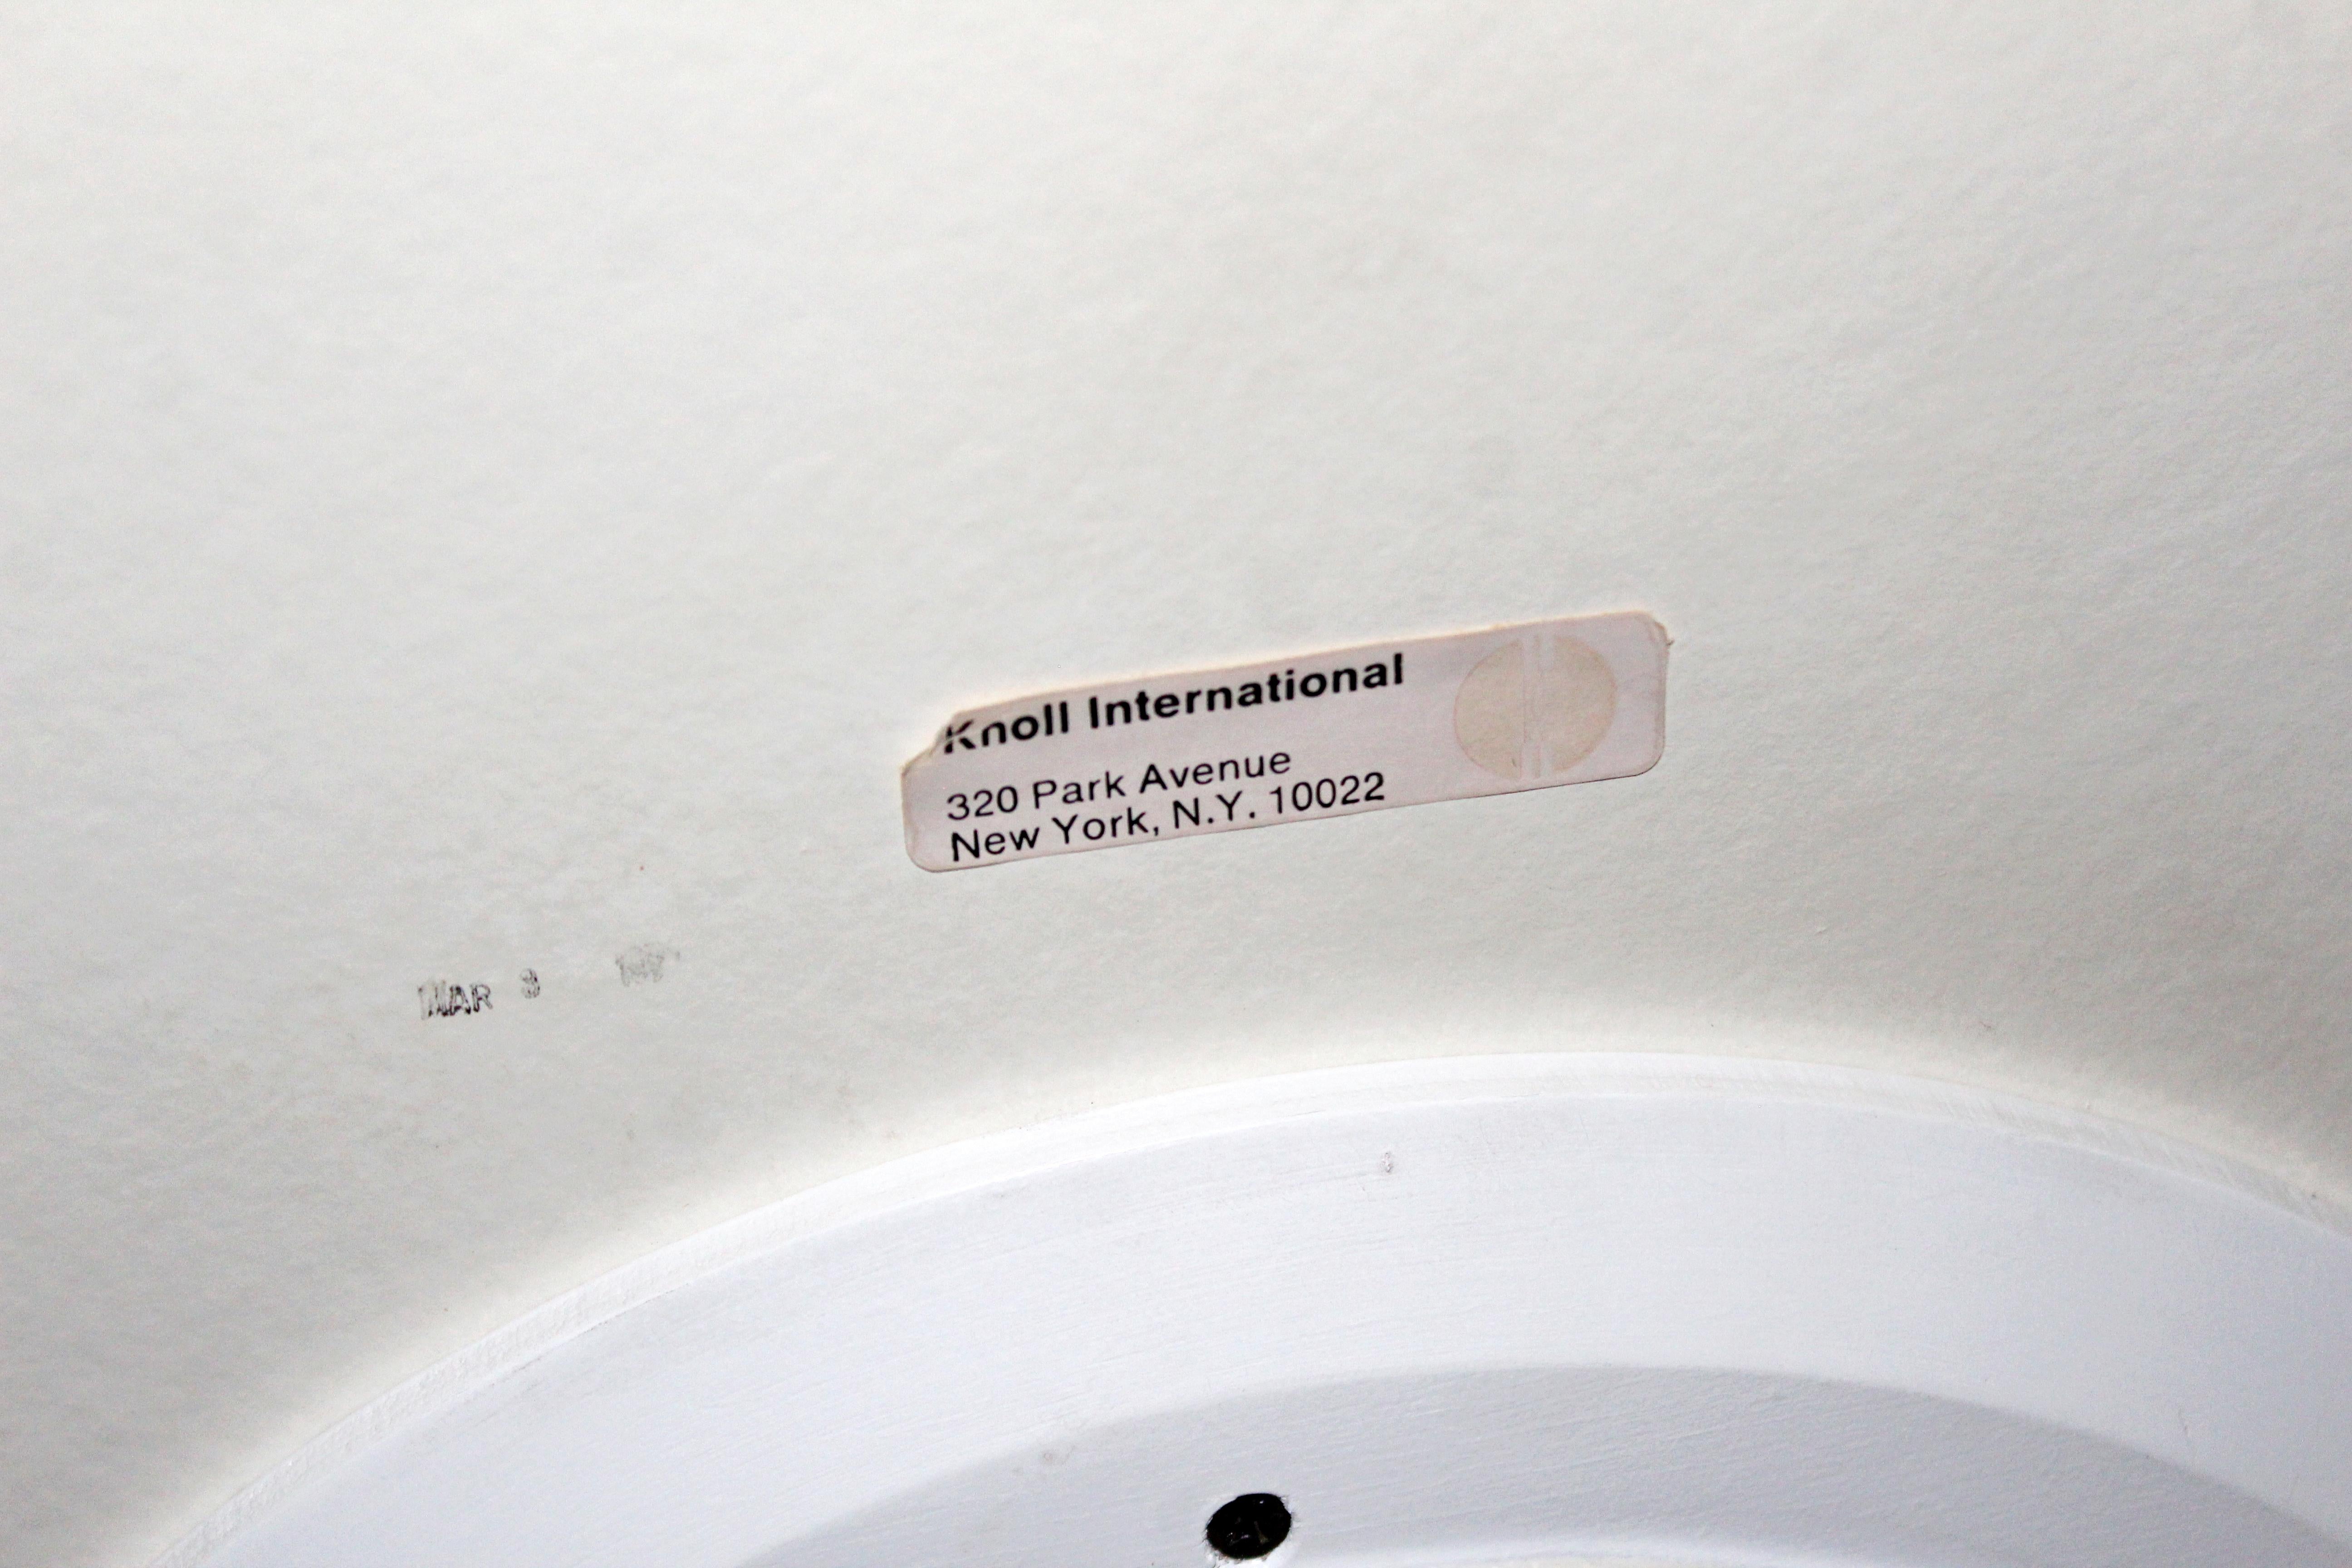 Knoll International
320 Park Avenue
New York, N.Y. 10022
MAR 3